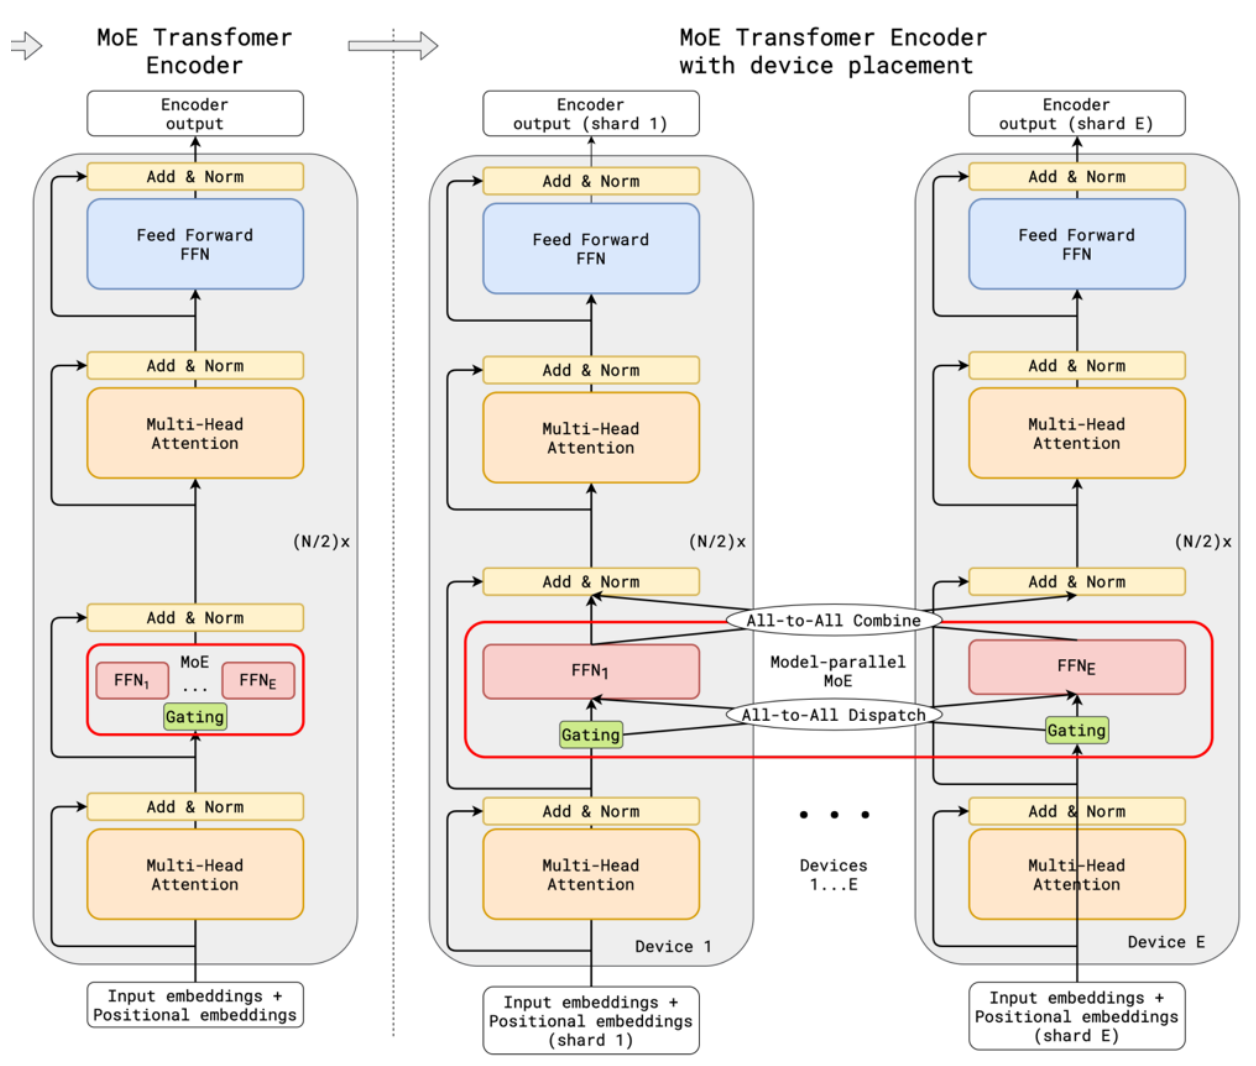 MoE Transfomer
Encoder
Encoder
output
Add & Norm
Feed Forward
FFN
Add & Norm
Multi-Head
Attention
(N/2)x
Add & Norm
MoE
FFN1 ... FFNE
Gating
Add & Norm
Multi-Head
Attention
Input embeddings +
Positional embeddings
MoE Transfomer Encoder
with device placement
Encoder
output (shard 1)
Add & Norm
Feed Forward
FFN
Add & Norm
Multi-Head
Attention
(N/2)x
Add & Norm
FFN1
Gating
Add & Norm
Multi-Head
Attention
Device 1
Input embeddings +
Positional embeddings
(shard 1)
All-to-All Combine
Model-parallel
MoE
All-to-All Dispatch
Devices
1...E
Encoder
output (shard E)
Add & Norm
Feed Forward
FFN
Add & Norm
Multi-Head
Attention
(N/2)x
Add & Norm
FFNE
Gating
Add & Norm
Multi-Head
Attention
Device E
Input embeddings +
Positional embeddings
(shard E)